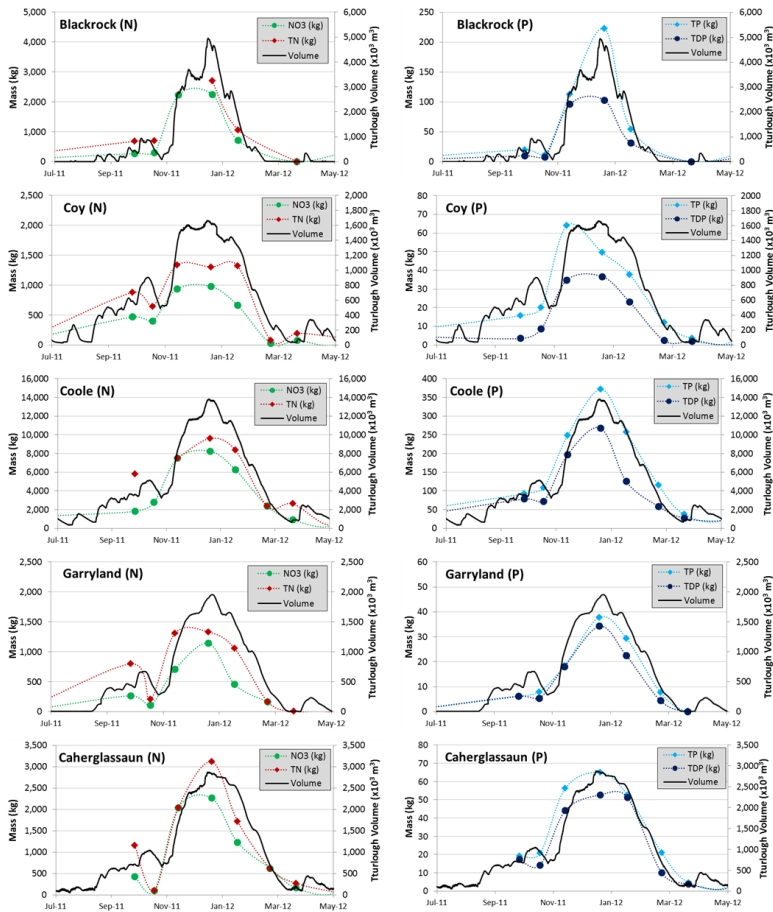 Blackrock (N)
NO3 (kg)
TN (kg)
Volume
Mass (kg)
5,000
4,000
3,000
2,000
1,000
0
6,000
5,000
4,000
3,000
2,000
1,000
0
Tturlough Volume (x10³ m³)
Jul-11 Sep-11 Nov-11 Jan-12 Mar-12 May-12
Blackrock (P)
TP (kg)
TDP (kg)
Volume
Mass (kg)
250
200
150
100
50
0
6,000
5,000
4,000
3,000
2,000
1,000
0
Tturlough Volume (x10³ m³)
Jul-11 Sep-11 Nov-11 Jan-12 Mar-12 May-12
Coy (N)
NO3 (kg)
TN (kg)
Volume
Mass (kg)
2,500
2,000
1,500
1,000
500
0
2,000
1,800
1,600
1,400
1,200
1,000
800
600
400
200
0
Tturlough Volume (x10³ m³)
Jul-11 Sep-11 Nov-11 Jan-12 Mar-12 May-12
Coy (P)
TP (kg)
TDP (kg)
Volume
Mass (kg)
80
70
60
50
40
30
20
10
0
2000
1800
1600
1400
1200
1000
800
600
400
200
0
Tturlough Volume (x10³ m³)
Jul-11 Sep-11 Nov-11 Jan-12 Mar-12 May-12
Coole (N)
NO3 (kg)
TN (kg)
Volume
Mass (kg)
16,000
14,000
12,000
10,000
8,000
6,000
4,000
2,000
0
16,000
14,000
12,000
10,000
8,000
6,000
4,000
2,000
0
Tturlough Volume (x10³ m³)
Jul-11 Sep-11 Nov-11 Jan-12 Mar-12 May-12
Coole (P)
TP (kg)
TDP (kg)
Volume
Mass (kg)
400
350
300
250
200
150
100
50
0
16,000
14,000
12,000
10,000
8,000
6,000
4,000
2,000
0
Tturlough Volume (x10³ m³)
Jul-11 Sep-11 Nov-11 Jan-12 Mar-12 May-12
Garryland (N)
NO3 (kg)
TN (kg)
Volume
Mass (kg)
2,500
2,000
1,500
1,000
500
0
2,500
2,000
1,500
1,000
500
0
Tturlough Volume (x10³ m³)
Jul-11 Sep-11 Nov-11 Jan-12 Mar-12 May-12
Garryland (P)
TP (kg)
TDP (kg)
Volume
Mass (kg)
60
50
40
30
20
10
0
2,500
2,000
1,500
1,000
500
0
Tturlough Volume (x10³ m³)
Jul-11 Sep-11 Nov-11 Jan-12 Mar-12 May-12
Caherglassaun (N)
NO3 (kg)
TN (kg)
Volume
Mass (kg)
3,500
3,000
2,500
2,000
1,500
1,000
500
0
3,500
3,000
2,500
2,000
1,500
1,000
500
0
Tturlough Volume (x10³ m³)
Jul-11 Sep-11 Nov-11 Jan-12 Mar-12 May-12
Caherglassaun (P)
TP (kg)
TDP (kg)
Volume
Mass (kg)
80
70
60
50
40
30
20
10
0
3,500
3,000
2,500
2,000
1,500
1,000
500
0
Tturlough Volume (x10³ m³)
Jul-11 Sep-11 Nov-11 Jan-12 Mar-12 May-12